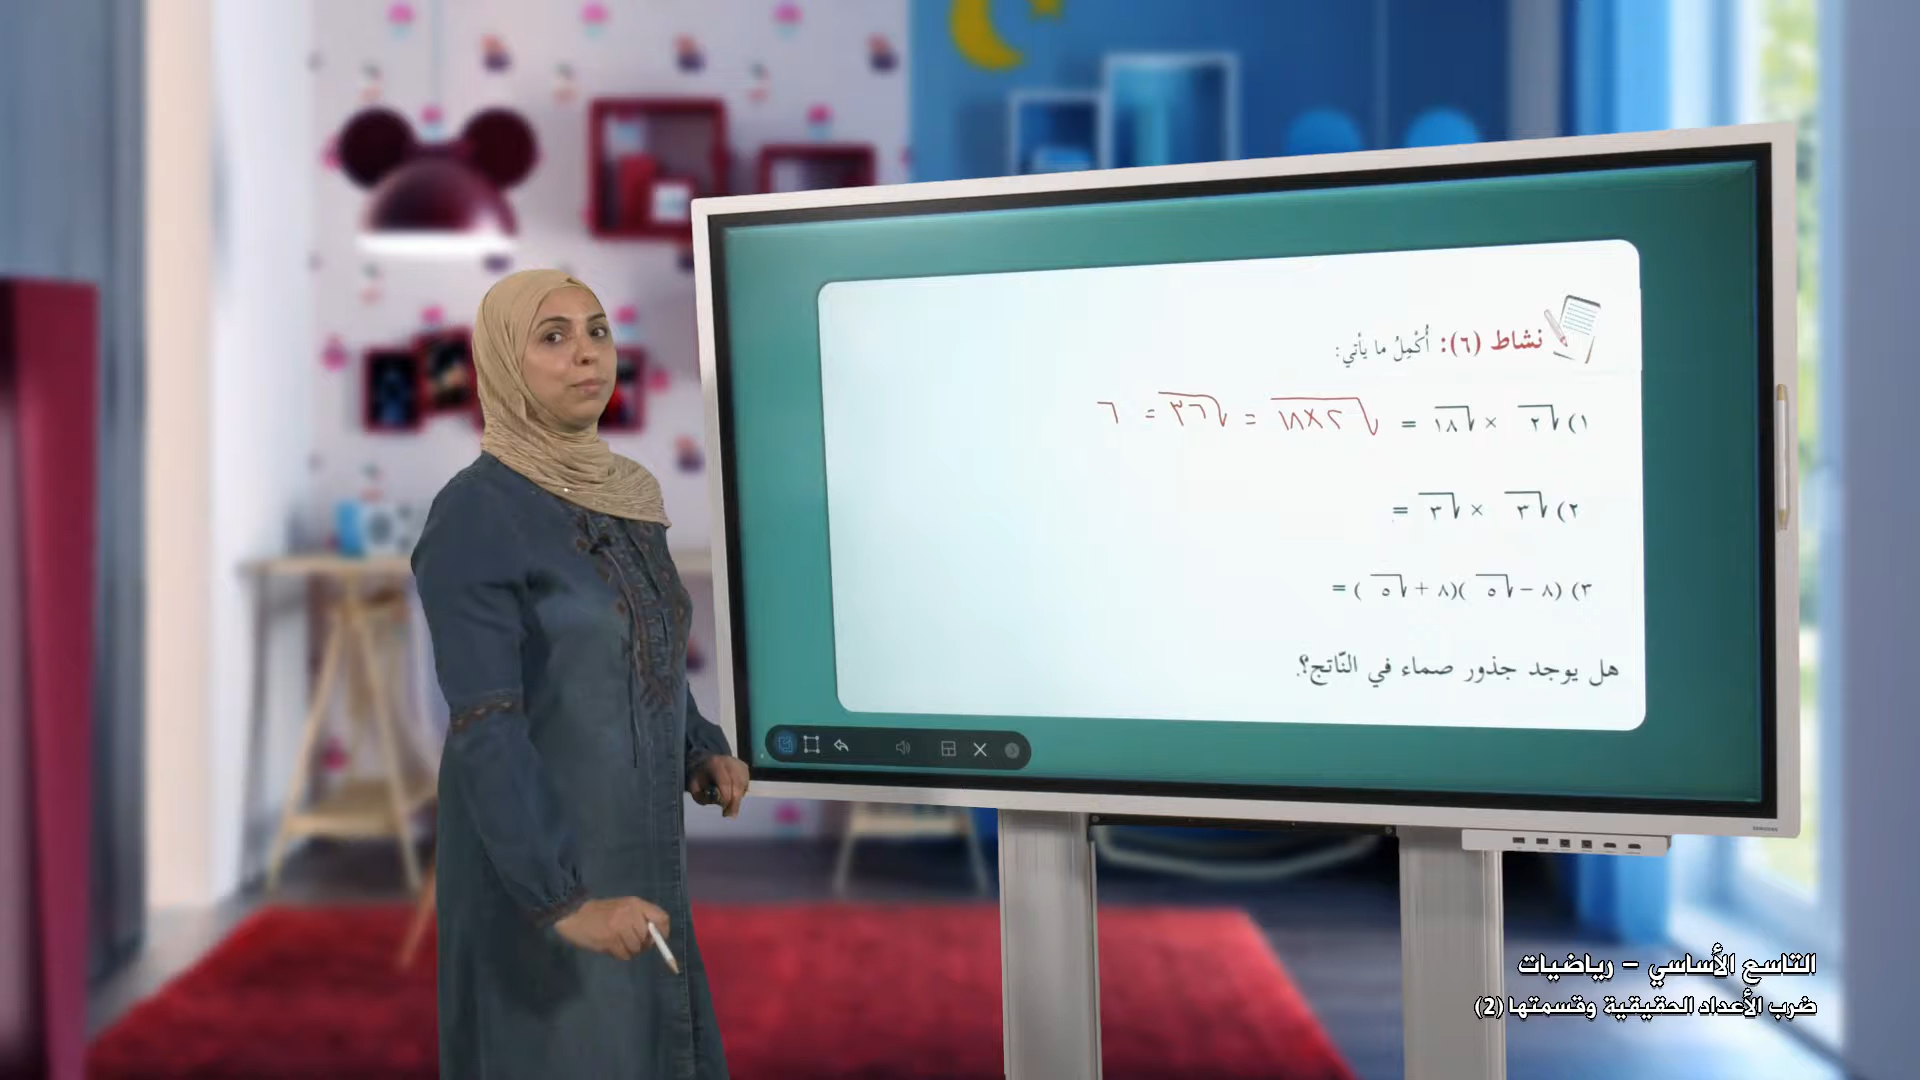 نشاط (٦): أُكْمِلُ ما يأتي:
١) √٢ × √١٨ = √١٨×٢ = √٣٦ = ٦
٢) √٣ × √٣ =
٣) (٨ − √٥)(٨ + √٥) =
هل يوجد جذور صماء في النّاتج؟
التاسع الأساسي – رياضيات
ضرب الأعداد الحقيقية وقسمتها (2)